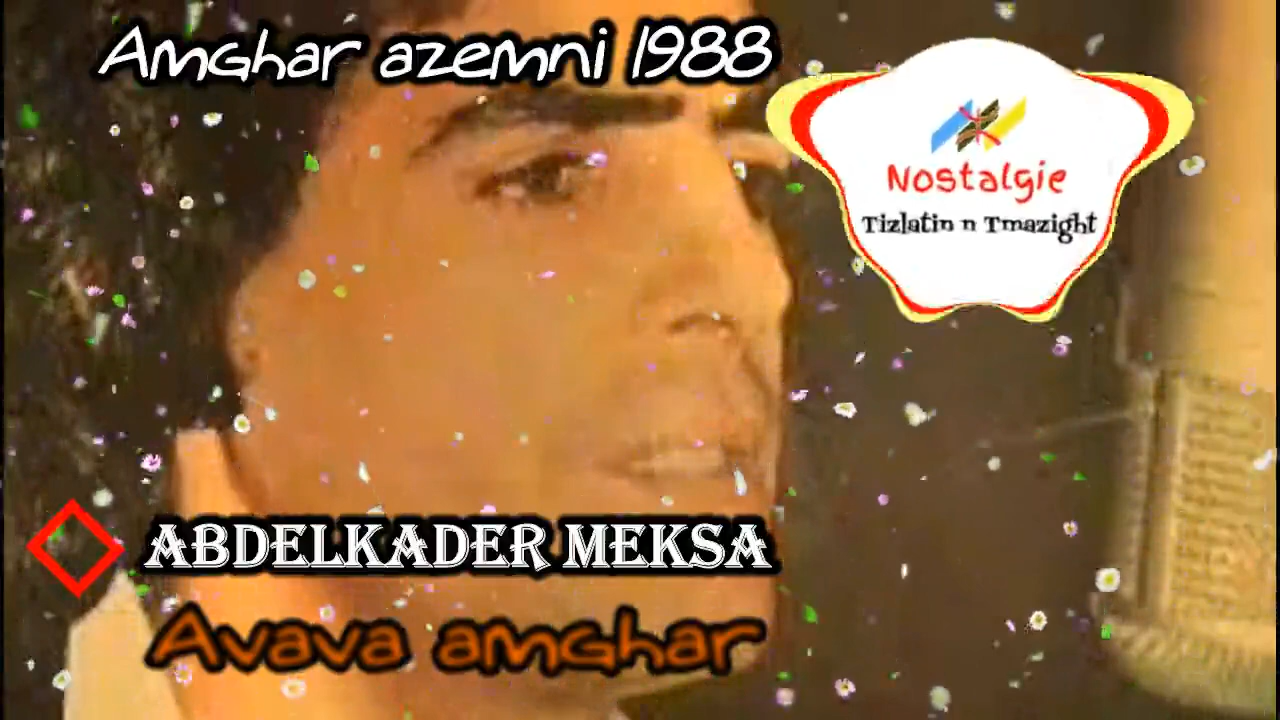 Amghar azemni 1988
Nostalgie
Tizlatin n Tmazight
ABDELKADER MEKSA
Avava amghar